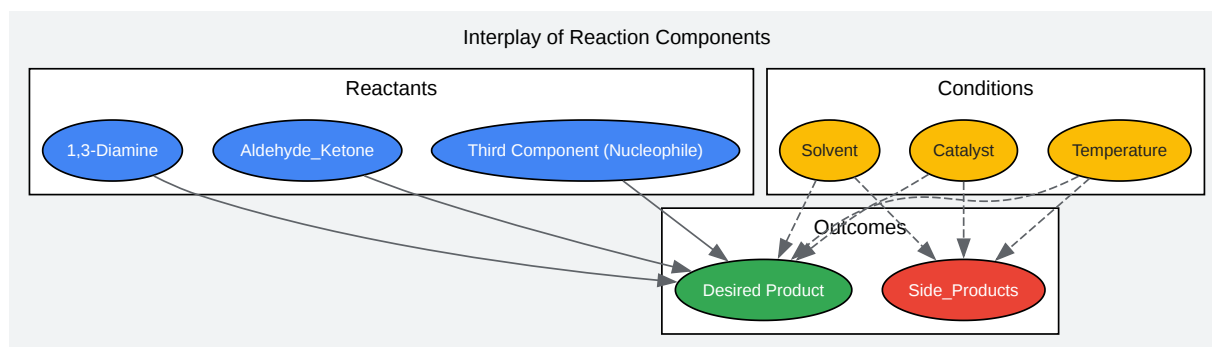 Interplay of Reaction Components
Reactants
Conditions
1,3-Diamine
Aldehyde_Ketone
Third Component (Nucleophile)
Solvent
Catalyst
Temperature
Outcomes
Desired Product
Side_Products